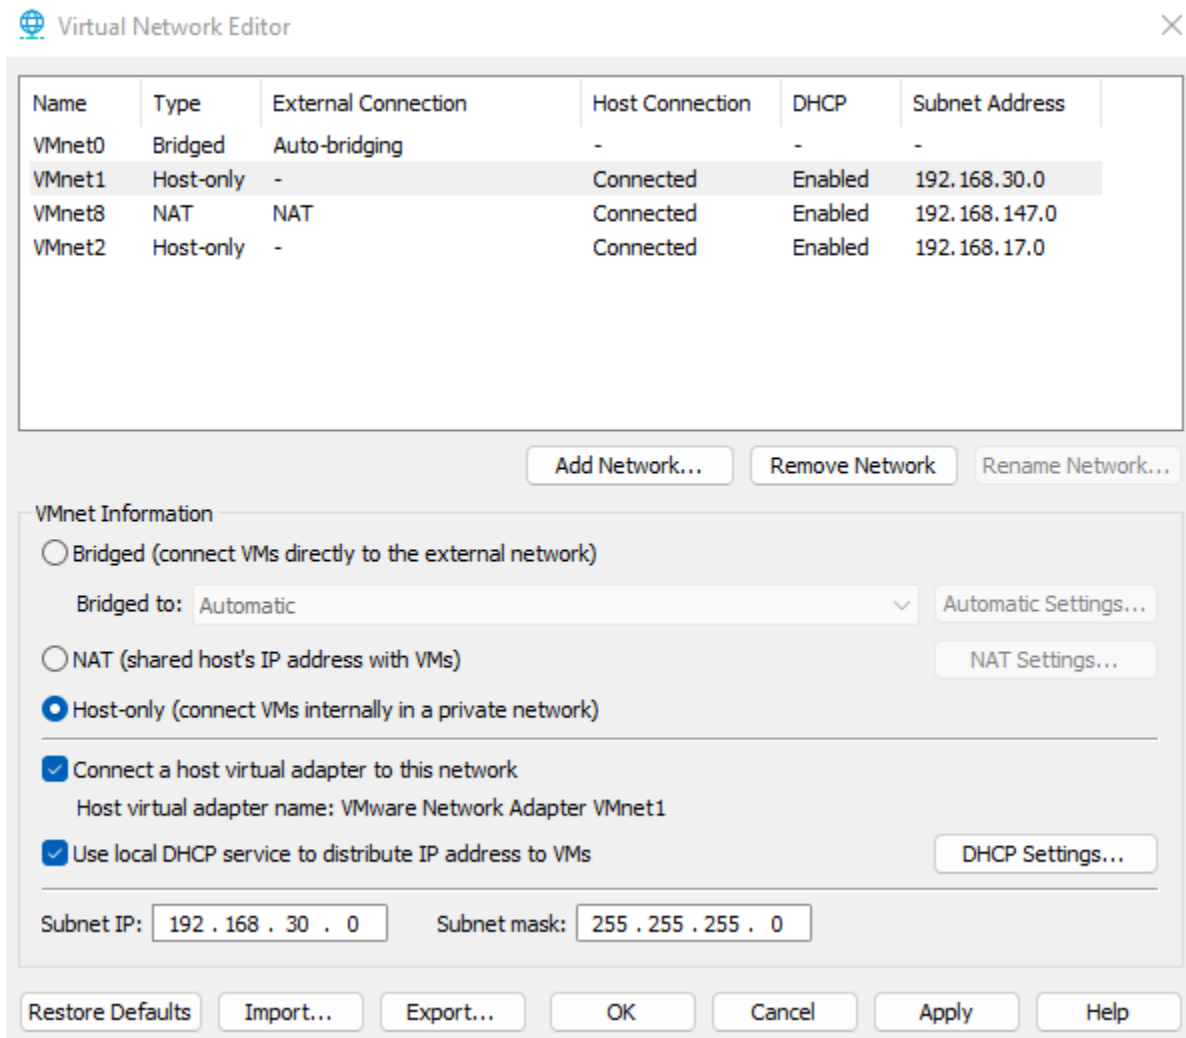 Virtual Network Editor
Name Type External Connection Host Connection DHCP Subnet Address
VMnet0 Bridged Auto-bridging - - -
VMnet1 Host-only - Connected Enabled 192.168.30.0
VMnet8 NAT NAT Connected Enabled 192.168.147.0
VMnet2 Host-only - Connected Enabled 192.168.17.0
Add Network... Remove Network Rename Network...
VMnet Information
Bridged (connect VMs directly to the external network)
Bridged to: Automatic Automatic Settings...
NAT (shared host's IP address with VMs) NAT Settings...
Host-only (connect VMs internally in a private network)
Connect a host virtual adapter to this network
Host virtual adapter name: VMware Network Adapter VMnet1
Use local DHCP service to distribute IP address to VMs DHCP Settings...
Subnet IP: 192 . 168 . 30 . 0 Subnet mask: 255 . 255 . 255 . 0
Restore Defaults Import... Export... OK Cancel Apply Help